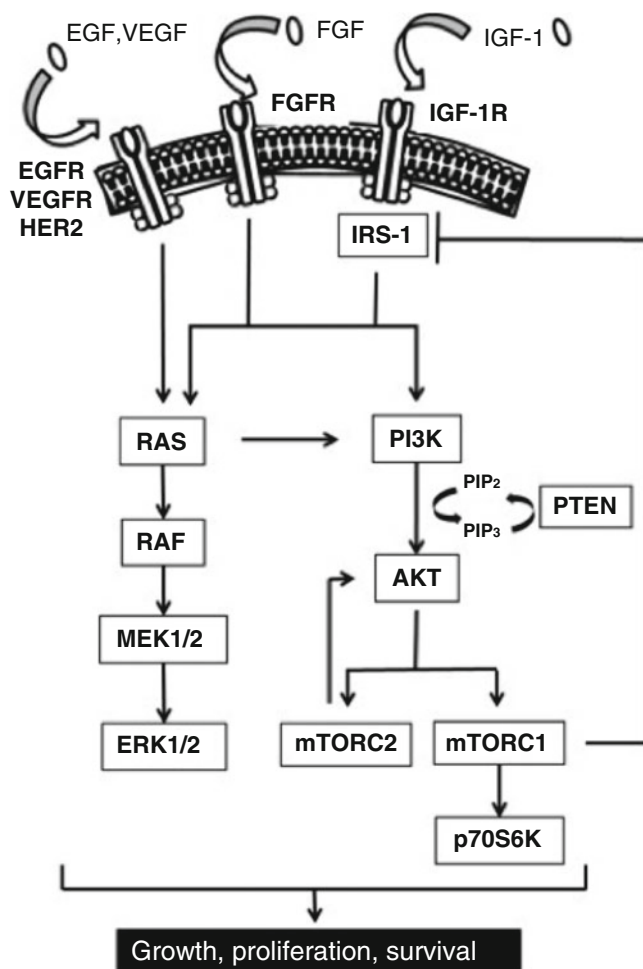 EGF,VEGF
FGF
IGF-1
FGFR
IGF-1R
EGFR
VEGFR
HER2
IRS-1
RAS
PI3K
PIP₂
PTEN
PIP₃
RAF
AKT
MEK1/2
ERK1/2
mTORC2
mTORC1
p70S6K
Growth, proliferation, survival